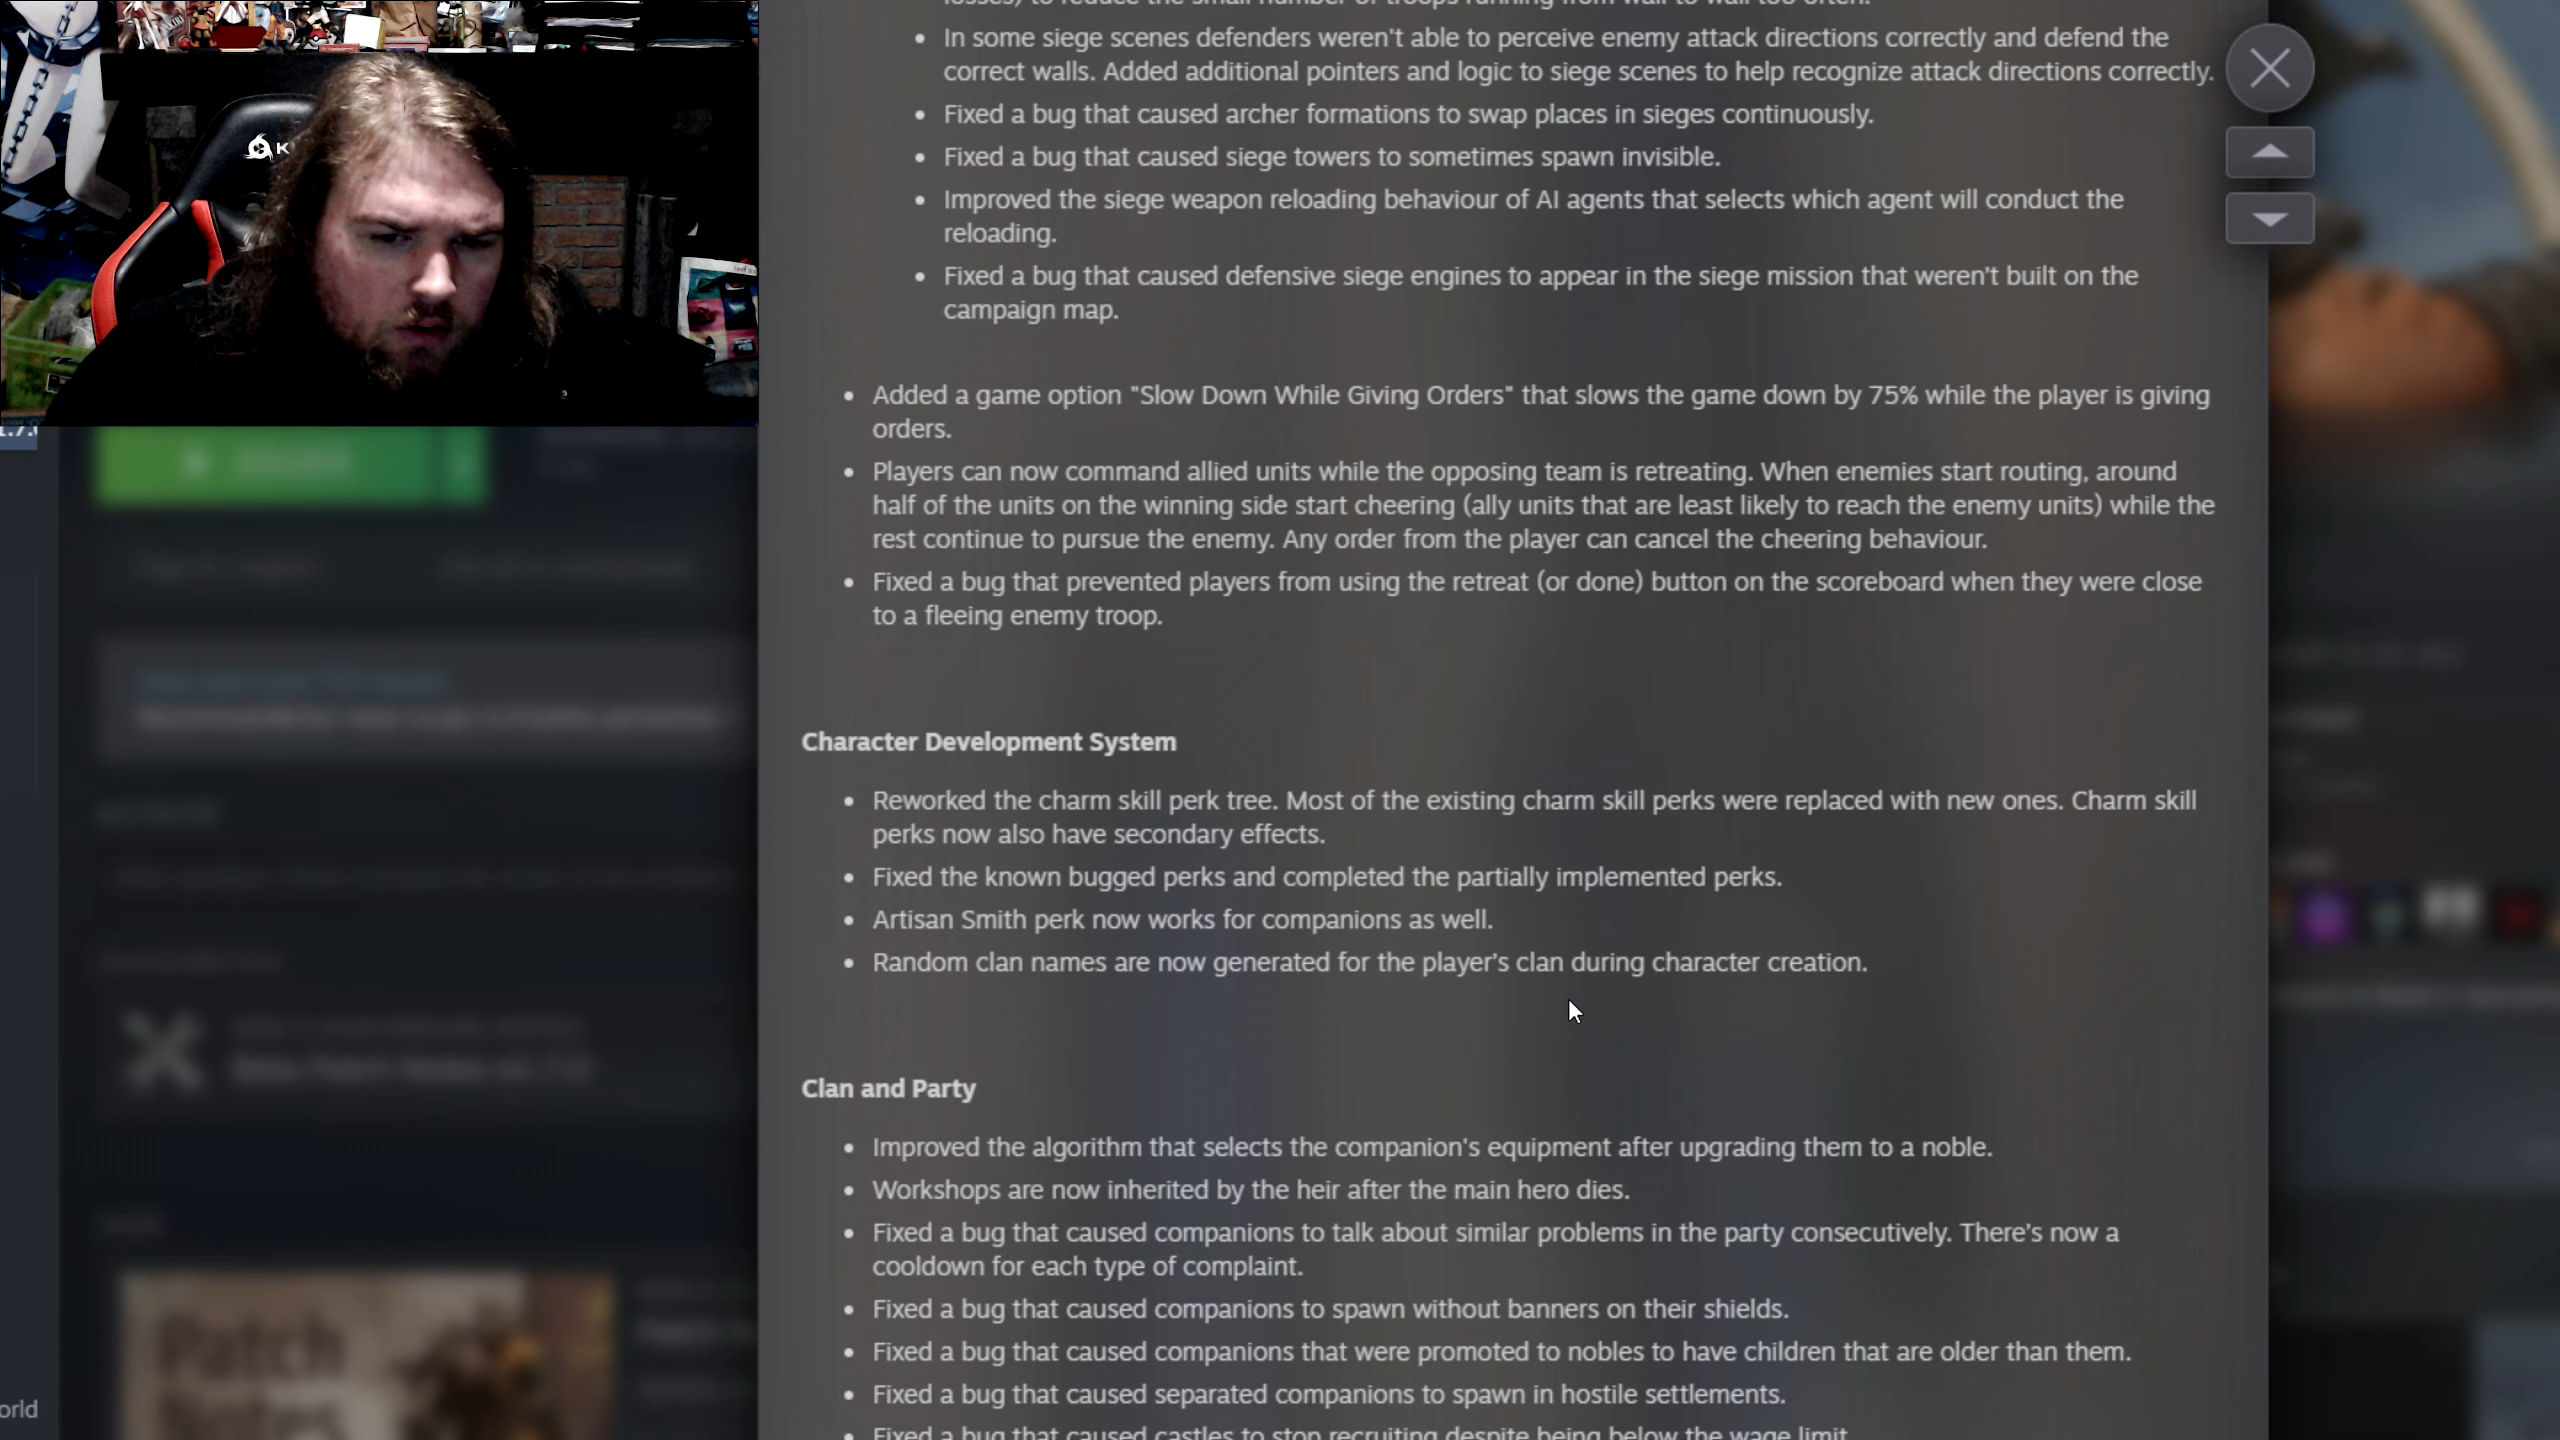 In some siege scenes defenders weren't able to perceive enemy attack directions correctly and defend the
correct walls. Added additional pointers and logic to siege scenes to help recognize attack directions correctly.
Fixed a bug that caused archer formations to swap places in sieges continuously.
Fixed a bug that caused siege towers to sometimes spawn invisible.
Improved the siege weapon reloading behaviour of AI agents that selects which agent will conduct the
reloading.
Fixed a bug that caused defensive siege engines to appear in the siege mission that weren't built on the
campaign map.
Added a game option "Slow Down While Giving Orders" that slows the game down by 75% while the player is giving
orders.
Players can now command allied units while the opposing team is retreating. When enemies start routing, around
half of the units on the winning side start cheering (ally units that are least likely to reach the enemy units) while the
rest continue to pursue the enemy. Any order from the player can cancel the cheering behaviour.
Fixed a bug that prevented players from using the retreat (or done) button on the scoreboard when they were close
to a fleeing enemy troop.
Character Development System
Reworked the charm skill perk tree. Most of the existing charm skill perks were replaced with new ones. Charm skill
perks now also have secondary effects.
Fixed the known bugged perks and completed the partially implemented perks.
Artisan Smith perk now works for companions as well.
Random clan names are now generated for the player's clan during character creation.
Clan and Party
Improved the algorithm that selects the companion's equipment after upgrading them to a noble.
Workshops are now inherited by the heir after the main hero dies.
Fixed a bug that caused companions to talk about similar problems in the party consecutively. There's now a
cooldown for each type of complaint.
Fixed a bug that caused companions to spawn without banners on their shields.
Fixed a bug that caused companions that were promoted to nobles to have children that are older than them.
Fixed a bug that caused separated companions to spawn in hostile settlements.
Fixed a bug that caused castles to stop recruiting despite being below the wage limit.
Patch
Notes
orld
K